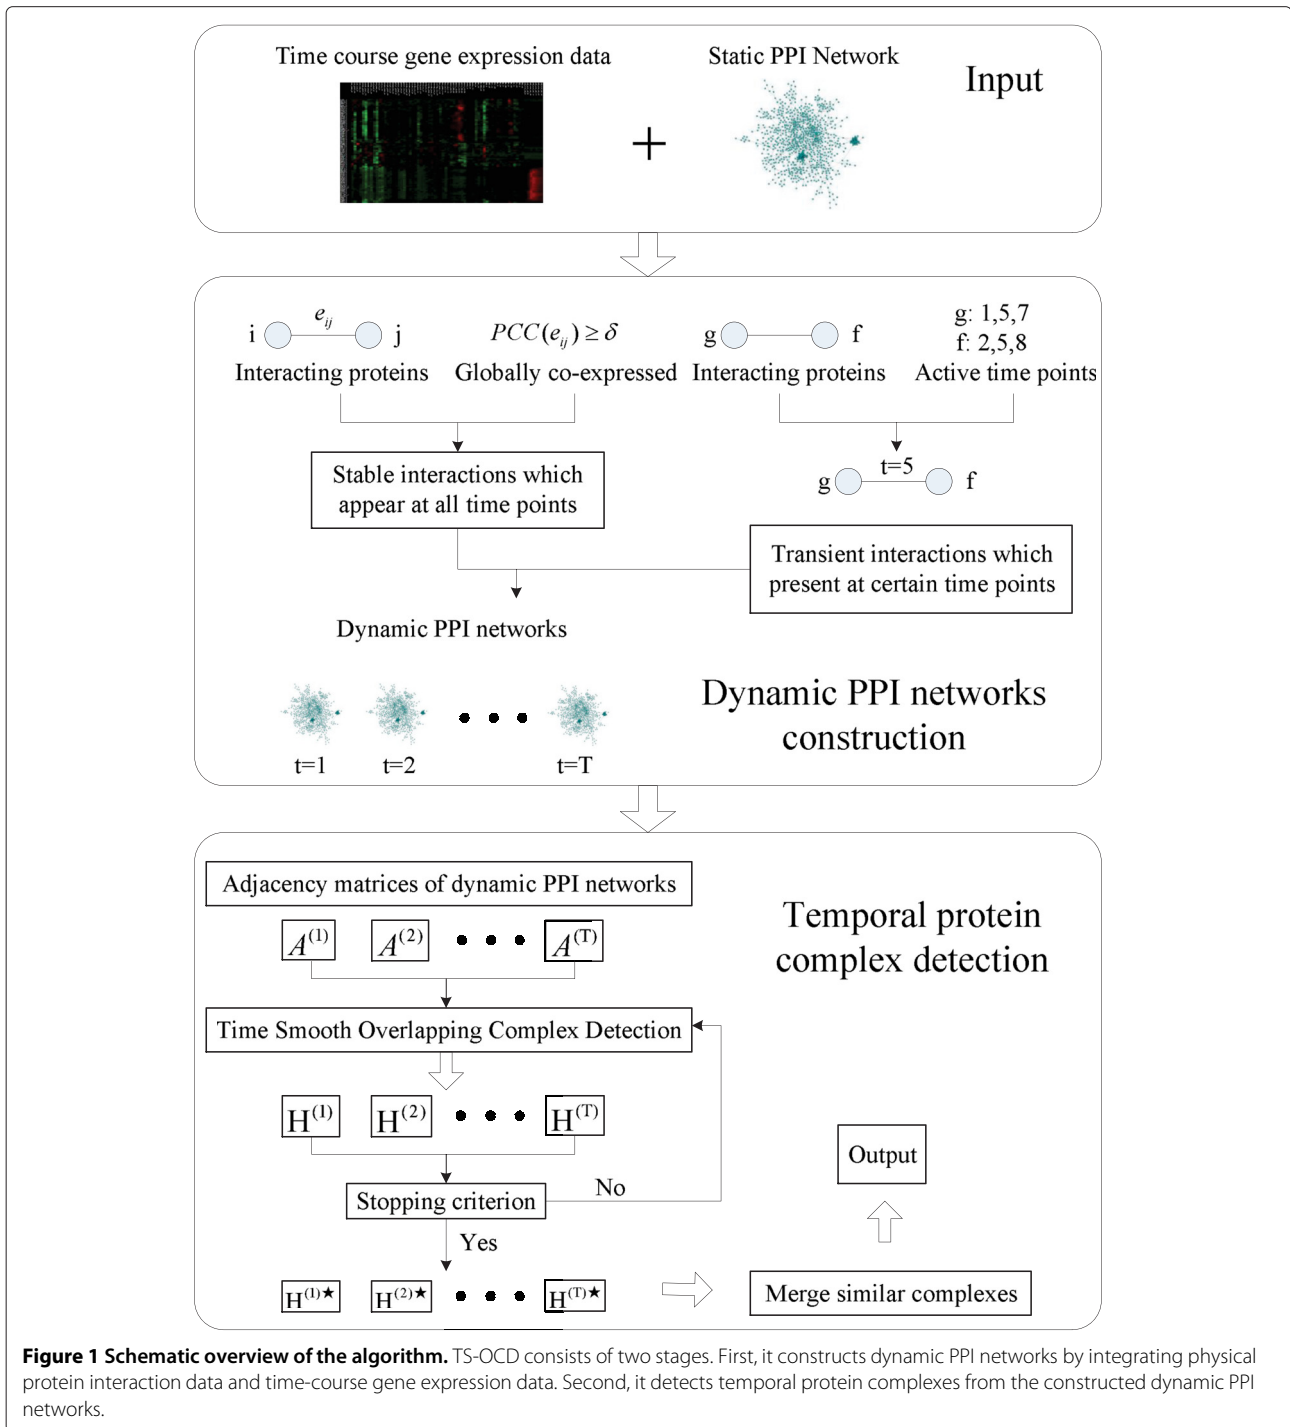 Time course gene expression data
Static PPI Network
Input
+
i
e_{ij}
j
PCC(e_{ij}) ≥ δ
g
f
g: 1,5,7
f: 2,5,8
Interacting proteins
Globally co-expressed
Interacting proteins
Active time points
Stable interactions which
appear at all time points
t=5
g
f
Transient interactions which
present at certain time points
Dynamic PPI networks
t=1
t=2
t=T
Dynamic PPI networks
construction
Adjacency matrices of dynamic PPI networks
A^{(1)}
A^{(2)}
A^{(T)}
Temporal protein
complex detection
Time Smooth Overlapping Complex Detection
H^{(1)}
H^{(2)}
H^{(T)}
Stopping criterion
No
Yes
H^{(1)★}
H^{(2)★}
H^{(T)★}
Merge similar complexes
Output
Figure 1 Schematic overview of the algorithm. TS-OCD consists of two stages. First, it constructs dynamic PPI networks by integrating physical
protein interaction data and time-course gene expression data. Second, it detects temporal protein complexes from the constructed dynamic PPI
networks.